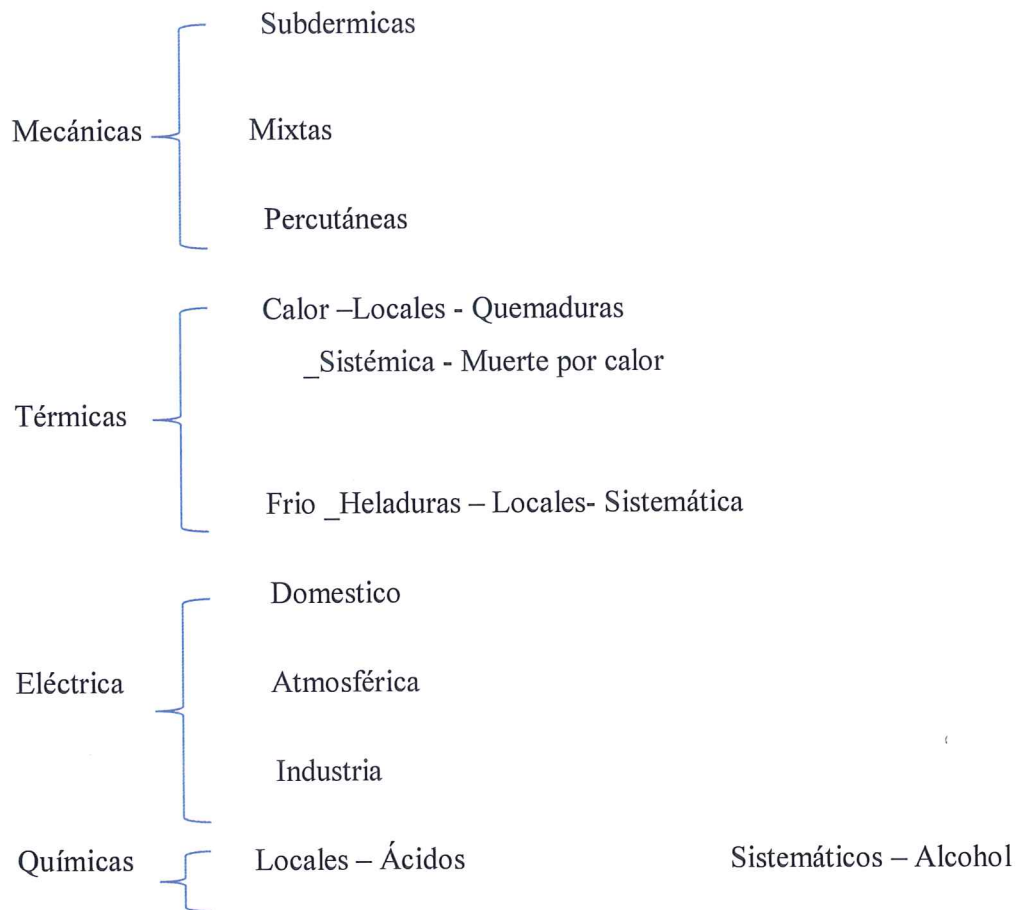 Subdermicas
Mecánicas
Mixtas
Percutáneas
Calor –Locales - Quemaduras
_Sistémica - Muerte por calor
Térmicas
Frio _Heladuras – Locales- Sistemática
Domestico
Eléctrica
Atmosférica
Industria
Químicas
Locales – Ácidos
Sistemáticos – Alcohol